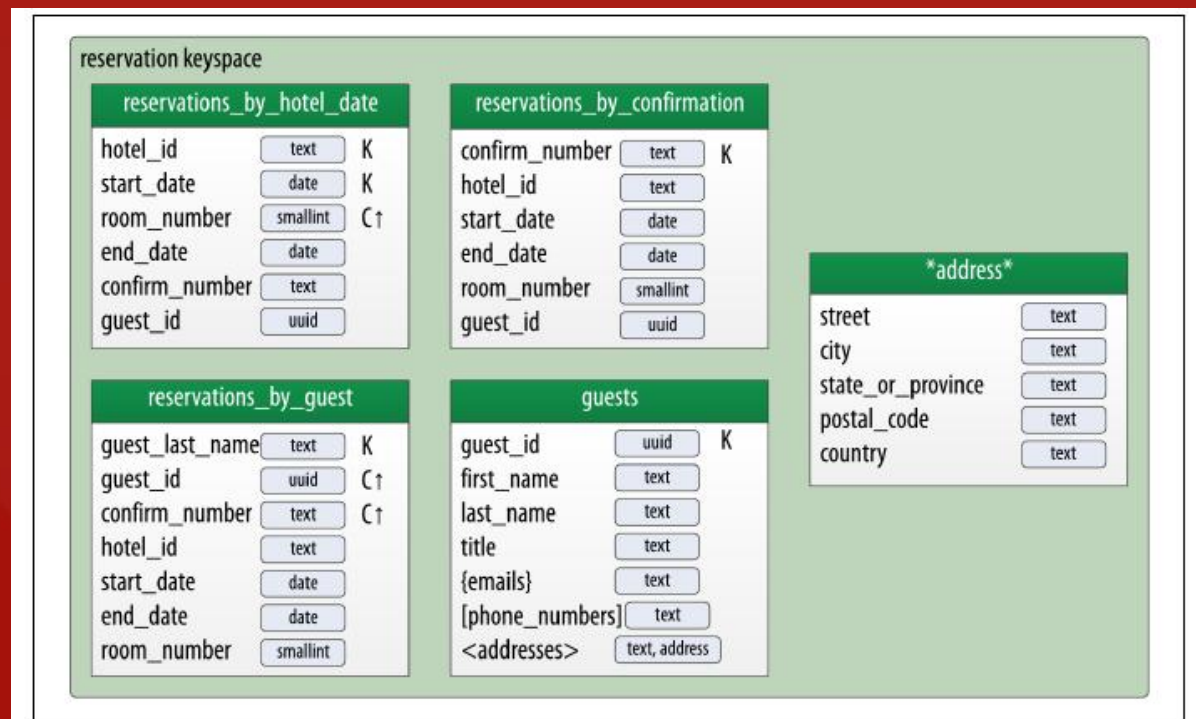 reservation keyspace
reservations_by_hotel_date
hotel_id text K
start_date date K
room_number smallint C↑
end_date date
confirm_number text
guest_id uuid
reservations_by_confirmation
confirm_number text K
hotel_id text
start_date date
end_date date
room_number smallint
guest_id uuid
*address*
street text
city text
state_or_province text
postal_code text
country text
reservations_by_guest
guest_last_name text K
guest_id uuid C↑
confirm_number text C↑
hotel_id text
start_date date
end_date date
room_number smallint
guests
guest_id uuid K
first_name text
last_name text
title text
{emails} text
[phone_numbers] text
<addresses> text, address